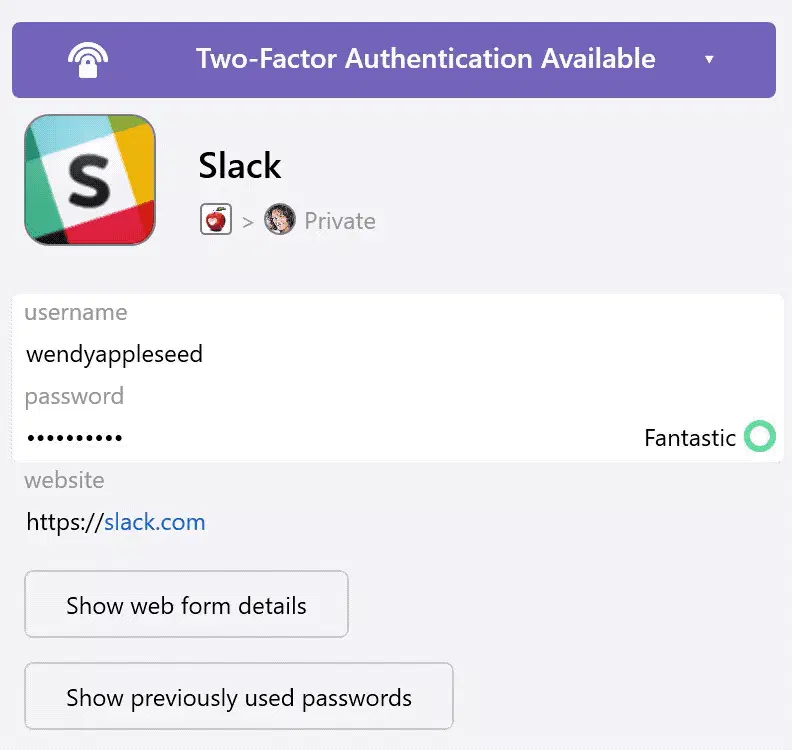 Two-Factor Authentication Available ▼
S
Slack
> Private
username
wendyappleseed
password
••••••••••
Fantastic
website
https://slack.com
Show web form details
Show previously used passwords